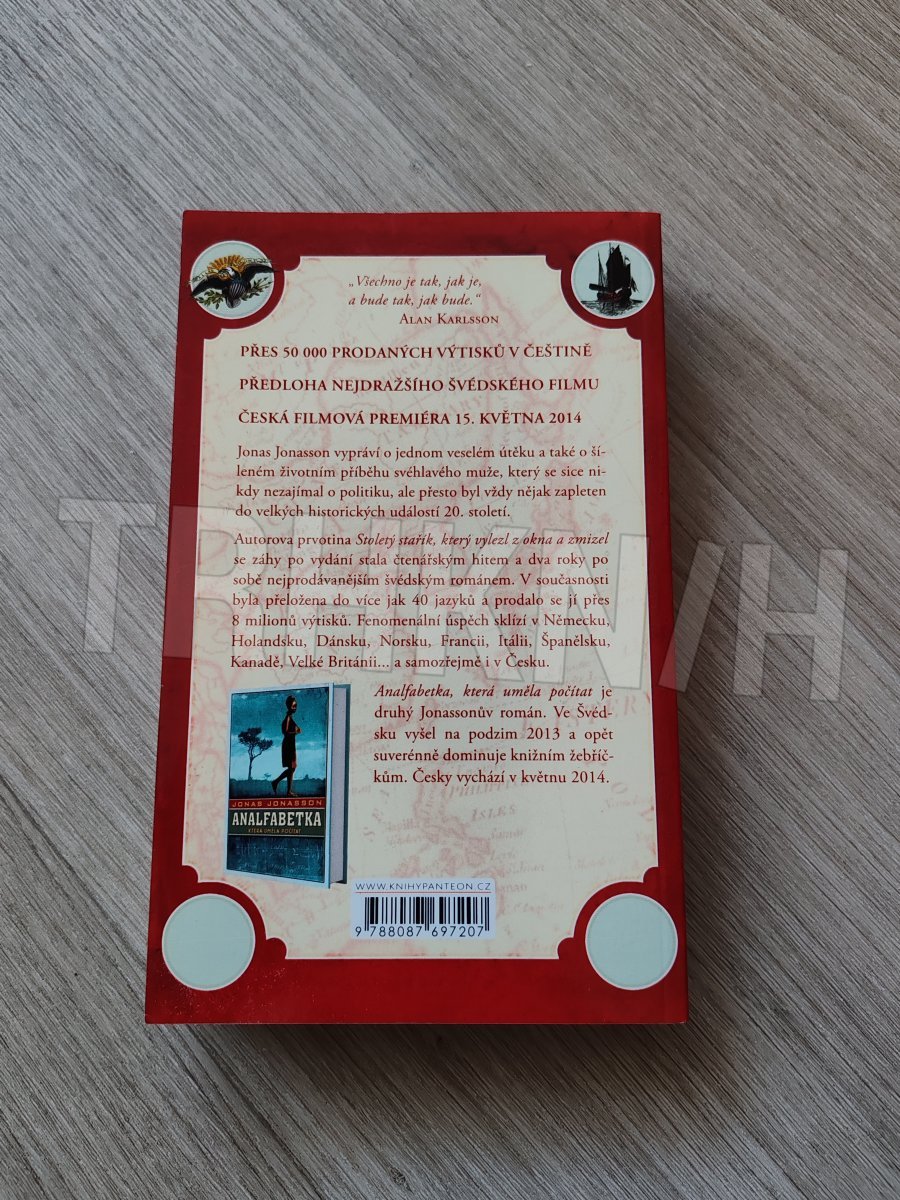 „Všechno je tak, jak je,
a bude tak, jak bude.“
Alan Karlsson
PŘES 50 000 PRODANÝCH VÝTISKŮ V ČEŠTINĚ
PŘEDLOHA NEJDRAŽŠÍHO ŠVÉDSKÉHO FILMU
ČESKÁ FILMOVÁ PREMIÉRA 15. KVĚTNA 2014
Jonas Jonasson vypráví o jednom veselém útěku a také o ší-
leném životním příběhu svéhlavého muže, který se sice ni-
kdy nezajímal o politiku, ale přesto byl vždy nějak zapleten
do velkých historických událostí 20. století.
Autorova prvotina Stoletý stařík, který vylezl z okna a zmizel
se záhy po vydání stala čtenářským hitem a dva roky po
sobě nejprodávanějším švédským románem. V současnosti
byla přeložena do více jak 40 jazyků a prodalo se jí přes
8 milionů výtisků. Fenomenální úspěch sklízí v Německu,
Holandsku, Dánsku, Norsku, Francii, Itálii, Španělsku,
Kanadě, Velké Británii... a samozřejmě i v Česku.
Analfabetka, která uměla počítat je
druhý Jonassonův román. Ve Švéd-
sku vyšel na podzim 2013 a opět
suverénně dominuje knižním žebříč-
kům. Česky vychází v květnu 2014.
JONAS JONASSON
ANALFABETKA
KTERÁ UMĚLA POČÍTAT
WWW.KNIHYPANTEON.CZ
9 788087 697207
TRHKNIH